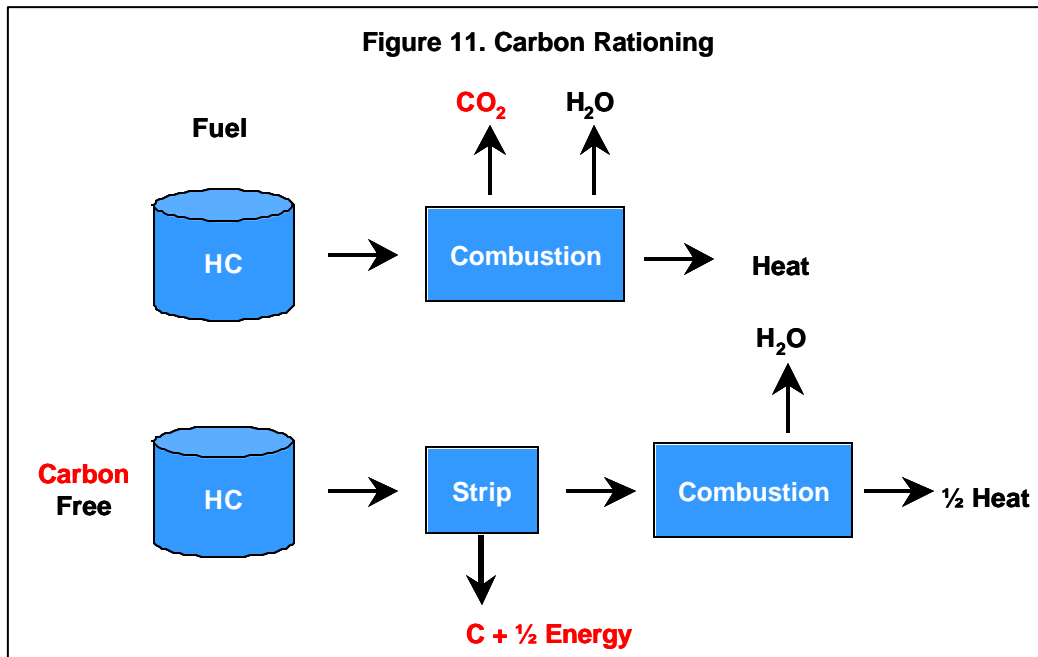 Figure 11. Carbon Rationing
CO₂
H₂O
Fuel
HC
Combustion
Heat
H₂O
Carbon
Free
HC
Strip
Combustion
½ Heat
C + ½ Energy